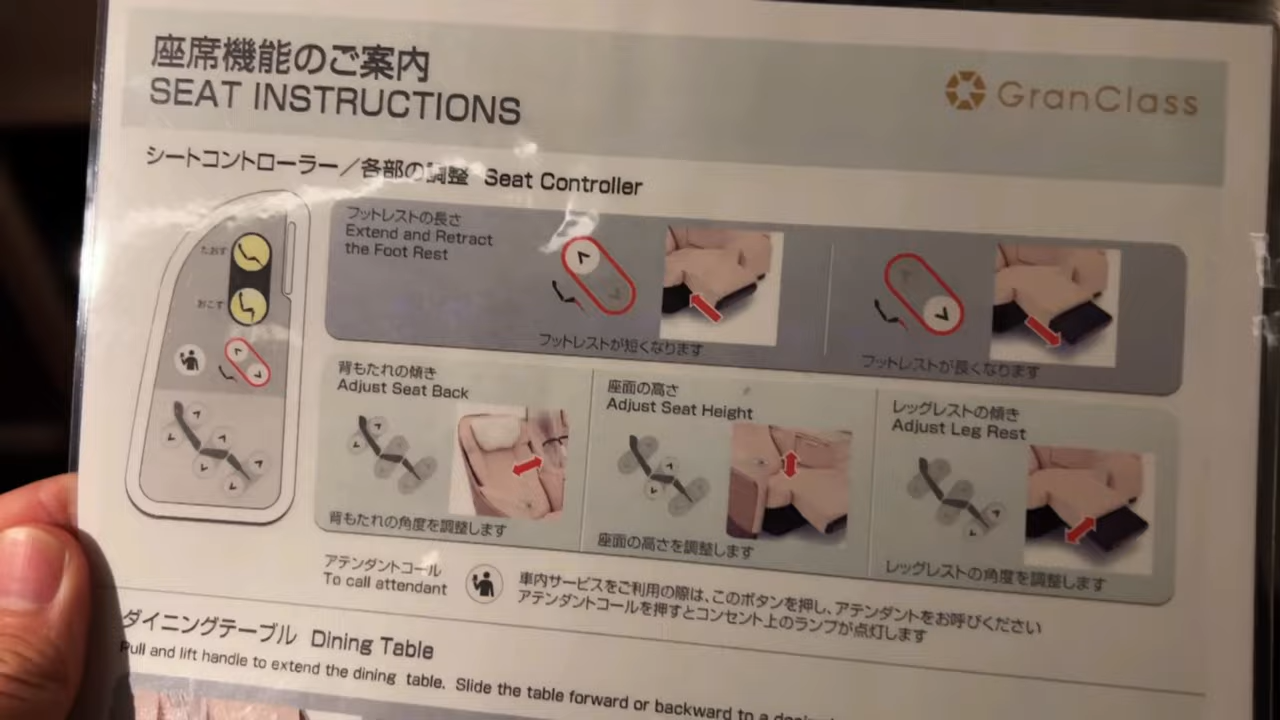 座席機能のご案内
SEAT INSTRUCTIONS
GranClass
シートコントローラー／各部の調整 Seat Controller
たおす
おこす
フットレストの長さ
Extend and Retract
the Foot Rest
フットレストが短くなります
フットレストが長くなります
背もたれの傾き
Adjust Seat Back
背もたれの角度を調整します
座面の高さ
Adjust Seat Height
座面の高さを調整します
レッグレストの傾き
Adjust Leg Rest
レッグレストの角度を調整します
アテンダントコール
To call attendant
車内サービスをご利用の際は、このボタンを押し、アテンダントをお呼びください
アテンダントコールを押すとコンセント上のランプが点灯します
ダイニングテーブル Dining Table
Pull and lift handle to extend the dining table. Slide the table forward or backward to a